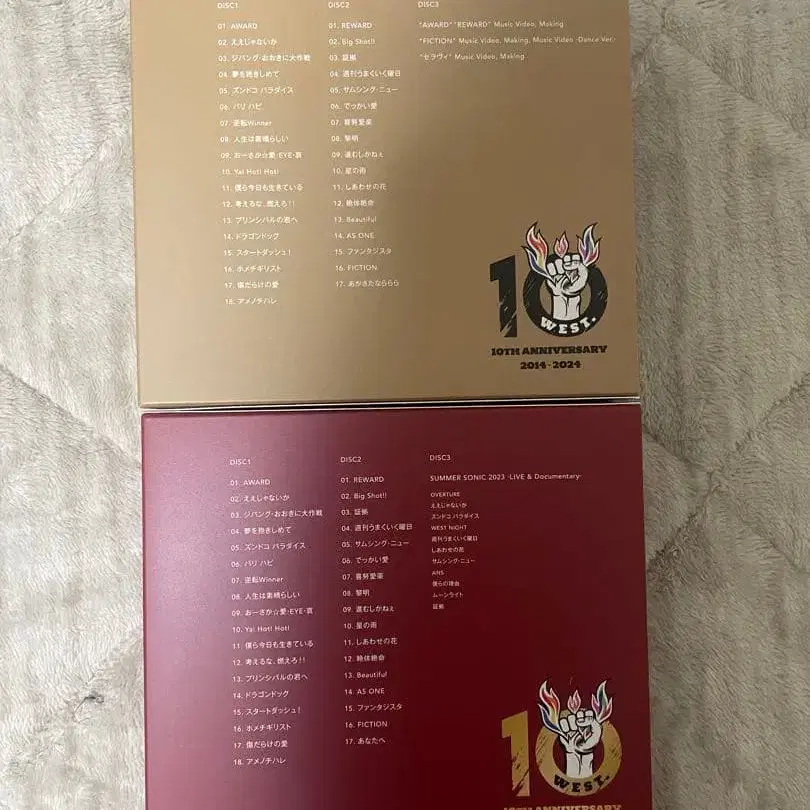 DISC1
01. AWARD
02. ええじゃないか
03. ジパング・おおきに大作戦
04. 夢を抱きしめて
05. ズンドコ パラダイス
06. バリ ハピ
07. 逆転Winner
08. 人生は素晴らしい
09. おーさか☆愛・EYE・哀
10. Ya! Hot! Hot!
11. 僕ら今日も生きている
12. 考えるな、燃えろ!!
13. プリンシパルの君へ
14. ドラゴンドッグ
15. スタートダッシュ!
16. ホメチギリスト
17. 傷だらけの愛
18. アメノチハレ
DISC2
01. REWARD
02. Big Shot!!
03. 証拠
04. 週刊うまくいく曜日
05. サムシング・ニュー
06. でっかい愛
07. 喜努愛楽
08. 黎明
09. 進むしかねぇ
10. 星の雨
11. しあわせの花
12. 絶体絶命
13. Beautiful
14. AS ONE
15. ファンタジスタ
16. FICTION
17. あかさたなららら
DISC3
"AWARD" "REWARD" Music Video, Making
"FICTION" Music Video, Making, Music Video -Dance Ver.-
"セラヴィ" Music Video, Making
10
WEST.
10TH ANNIVERSARY
2014-2024
DISC1
01. AWARD
02. ええじゃないか
03. ジパング・おおきに大作戦
04. 夢を抱きしめて
05. ズンドコ パラダイス
06. バリ ハピ
07. 逆転Winner
08. 人生は素晴らしい
09. おーさか☆愛・EYE・哀
10. Ya! Hot! Hot!
11. 僕ら今日も生きている
12. 考えるな、燃えろ!!
13. プリンシパルの君へ
14. ドラゴンドッグ
15. スタートダッシュ!
16. ホメチギリスト
17. 傷だらけの愛
18. アメノチハレ
DISC2
01. REWARD
02. Big Shot!!
03. 証拠
04. 週刊うまくいく曜日
05. サムシング・ニュー
06. でっかい愛
07. 喜努愛楽
08. 黎明
09. 進むしかねぇ
10. 星の雨
11. しあわせの花
12. 絶体絶命
13. Beautiful
14. AS ONE
15. ファンタジスタ
16. FICTION
17. あなたへ
DISC3
SUMMER SONIC 2023 -LIVE & Documentary-
OVERTURE
ええじゃないか
ズンドコ パラダイス
WEST NIGHT
週刊うまくいく曜日
しあわせの花
サムシング・ニュー
ANS
僕らの理由
ムーンライト
証拠
10
WEST.
10TH ANNIVERSARY